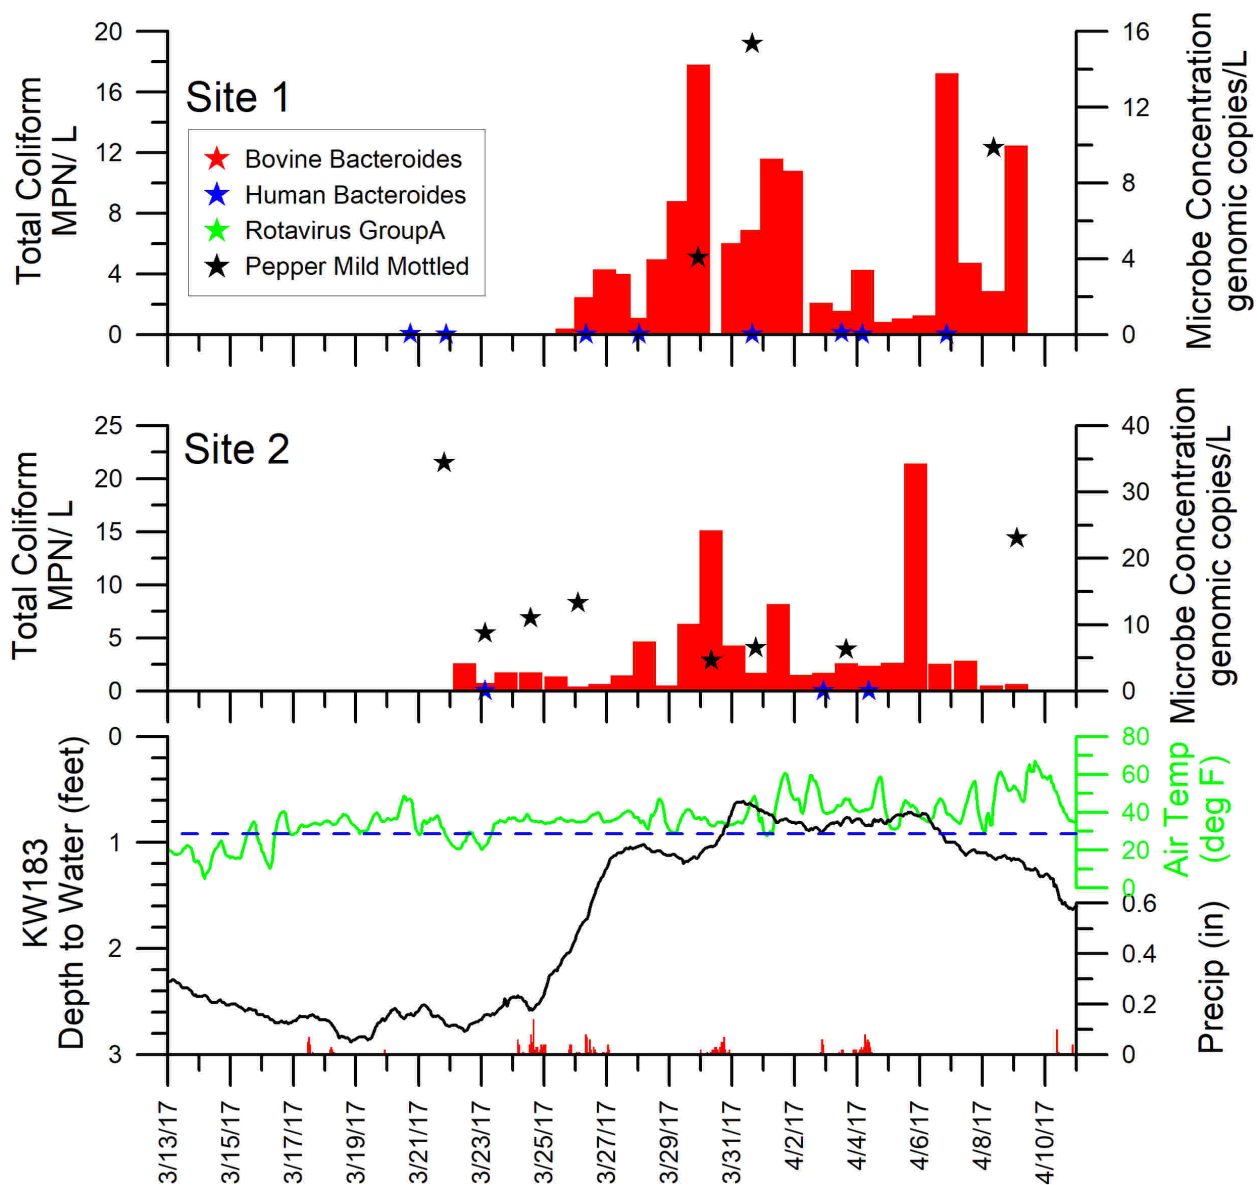 Site 1
Bovine Bacteroides
Human Bacteroides
Rotavirus GroupA
Pepper Mild Mottled
Total Coliform
MPN/ L
20
16
12
8
4
0
16
12
8
4
0
Microbe Concentration
genomic copies/L
Site 2
Total Coliform
MPN/ L
25
20
15
10
5
0
40
30
20
10
0
Microbe Concentration
genomic copies/L
KW183
Depth to Water (feet)
0
1
2
3
80
60
40
20
0
Air Temp
(deg F)
0.6
0.4
0.2
0
Precip (in)
3/13/17
3/15/17
3/17/17
3/19/17
3/21/17
3/23/17
3/25/17
3/27/17
3/29/17
3/31/17
4/2/17
4/4/17
4/6/17
4/8/17
4/10/17